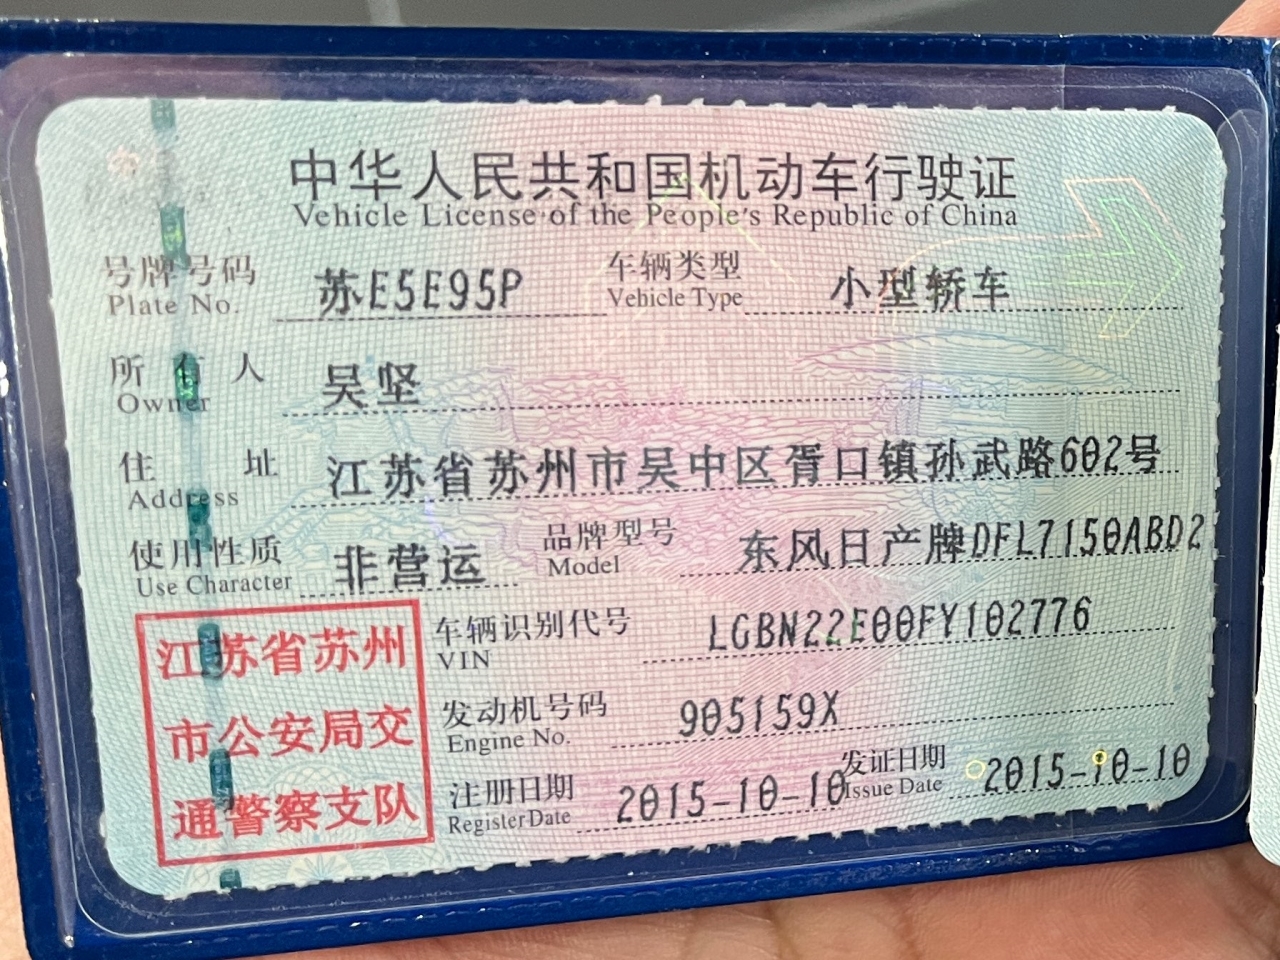 中华人民共和国机动车行驶证
Vehicle License of the People's Republic of China
号牌号码 苏E5E95P 车辆类型 小型轿车
Plate No. Vehicle Type
所有人 吴坚
Owner
住址 江苏省苏州市吴中区胥口镇孙武路602号
Address
使用性质 非营运 品牌型号 东风日产牌DFL7150ABD2
Use Character Model
江苏省苏州
市公安局交
通警察支队
车辆识别代号 LGBN22E00FY102776
VIN
发动机号码 905159X
Engine No.
注册日期 2015-10-10 发证日期 2015-10-10
Register Date Issue Date